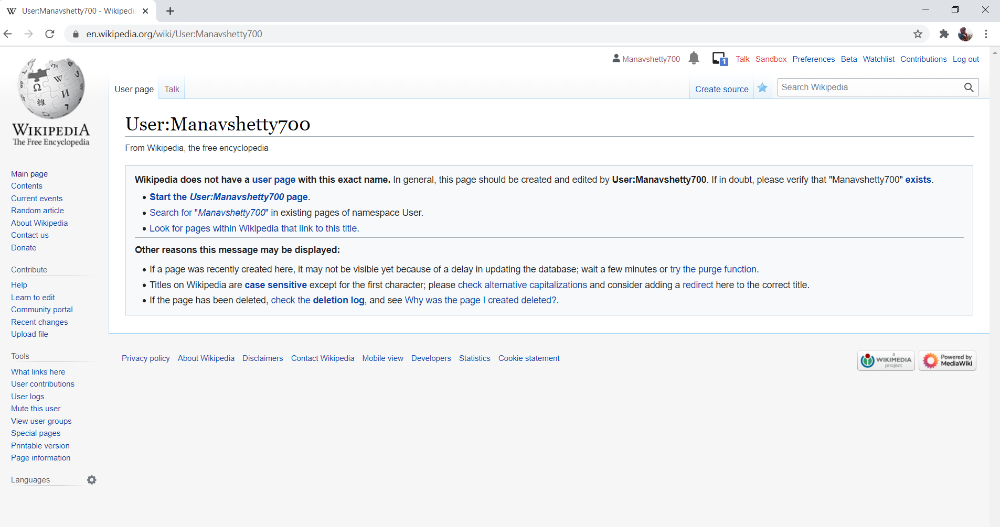 User:Manavshetty700 - Wikipedia
en.wikipedia.org/wiki/User:Manavshetty700
Manavshetty700 1 Talk Sandbox Preferences Beta Watchlist Contributions Log out
User page Talk Create source Search Wikipedia
WIKIPEDIA
The Free Encyclopedia
User:Manavshetty700
From Wikipedia, the free encyclopedia
Wikipedia does not have a user page with this exact name. In general, this page should be created and edited by User:Manavshetty700. If in doubt, please verify that "Manavshetty700" exists.
• Start the User:Manavshetty700 page.
• Search for "Manavshetty700" in existing pages of namespace User.
• Look for pages within Wikipedia that link to this title.
Other reasons this message may be displayed:
• If a page was recently created here, it may not be visible yet because of a delay in updating the database; wait a few minutes or try the purge function.
• Titles on Wikipedia are case sensitive except for the first character; please check alternative capitalizations and consider adding a redirect here to the correct title.
• If the page has been deleted, check the deletion log, and see Why was the page I created deleted?.
Main page
Contents
Current events
Random article
About Wikipedia
Contact us
Donate
Contribute
Help
Learn to edit
Community portal
Recent changes
Upload file
Tools
What links here
User contributions
User logs
Mute this user
View user groups
Special pages
Printable version
Page information
Languages
Privacy policy About Wikipedia Disclaimers Contact Wikipedia Mobile view Developers Statistics Cookie statement
a
WIKIMEDIA
project
Powered by
MediaWiki